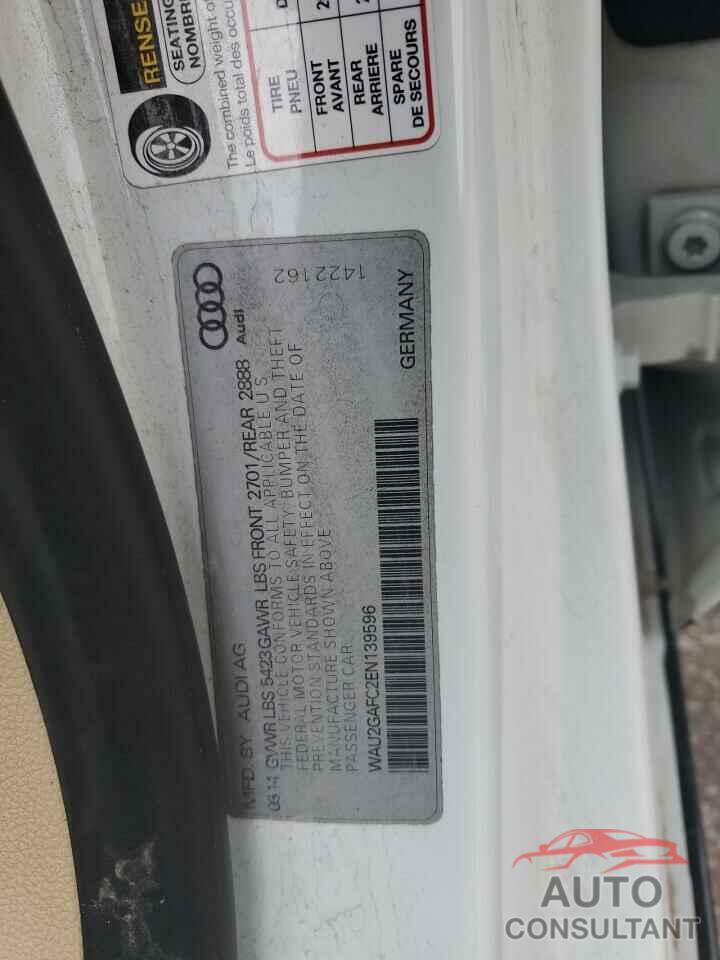 RENSE
SEATING
NOMBR
The combined weight of
Le poids total des occu
TIRE
PNEU
FRONT
AVANT
REAR
ARRIERE
SPARE
DE SECOURS
Audi
1422162
MFD. BY AUDI AG
03 14 GVWR LBS 5423 GAWR LBS FRONT 2701/REAR 2888
THIS VEHICLE CONFORMS TO ALL APPLICABLE U S
FEDERAL MOTOR VEHICLE SAFETY, BUMPER AND THEFT
PREVENTION STANDARDS IN EFFECT ON THE DATE OF
MANUFACTURE SHOWN ABOVE
PASSENGER CAR
GERMANY
WAU2GAFC2EN139596
AUTO
CONSULTANT